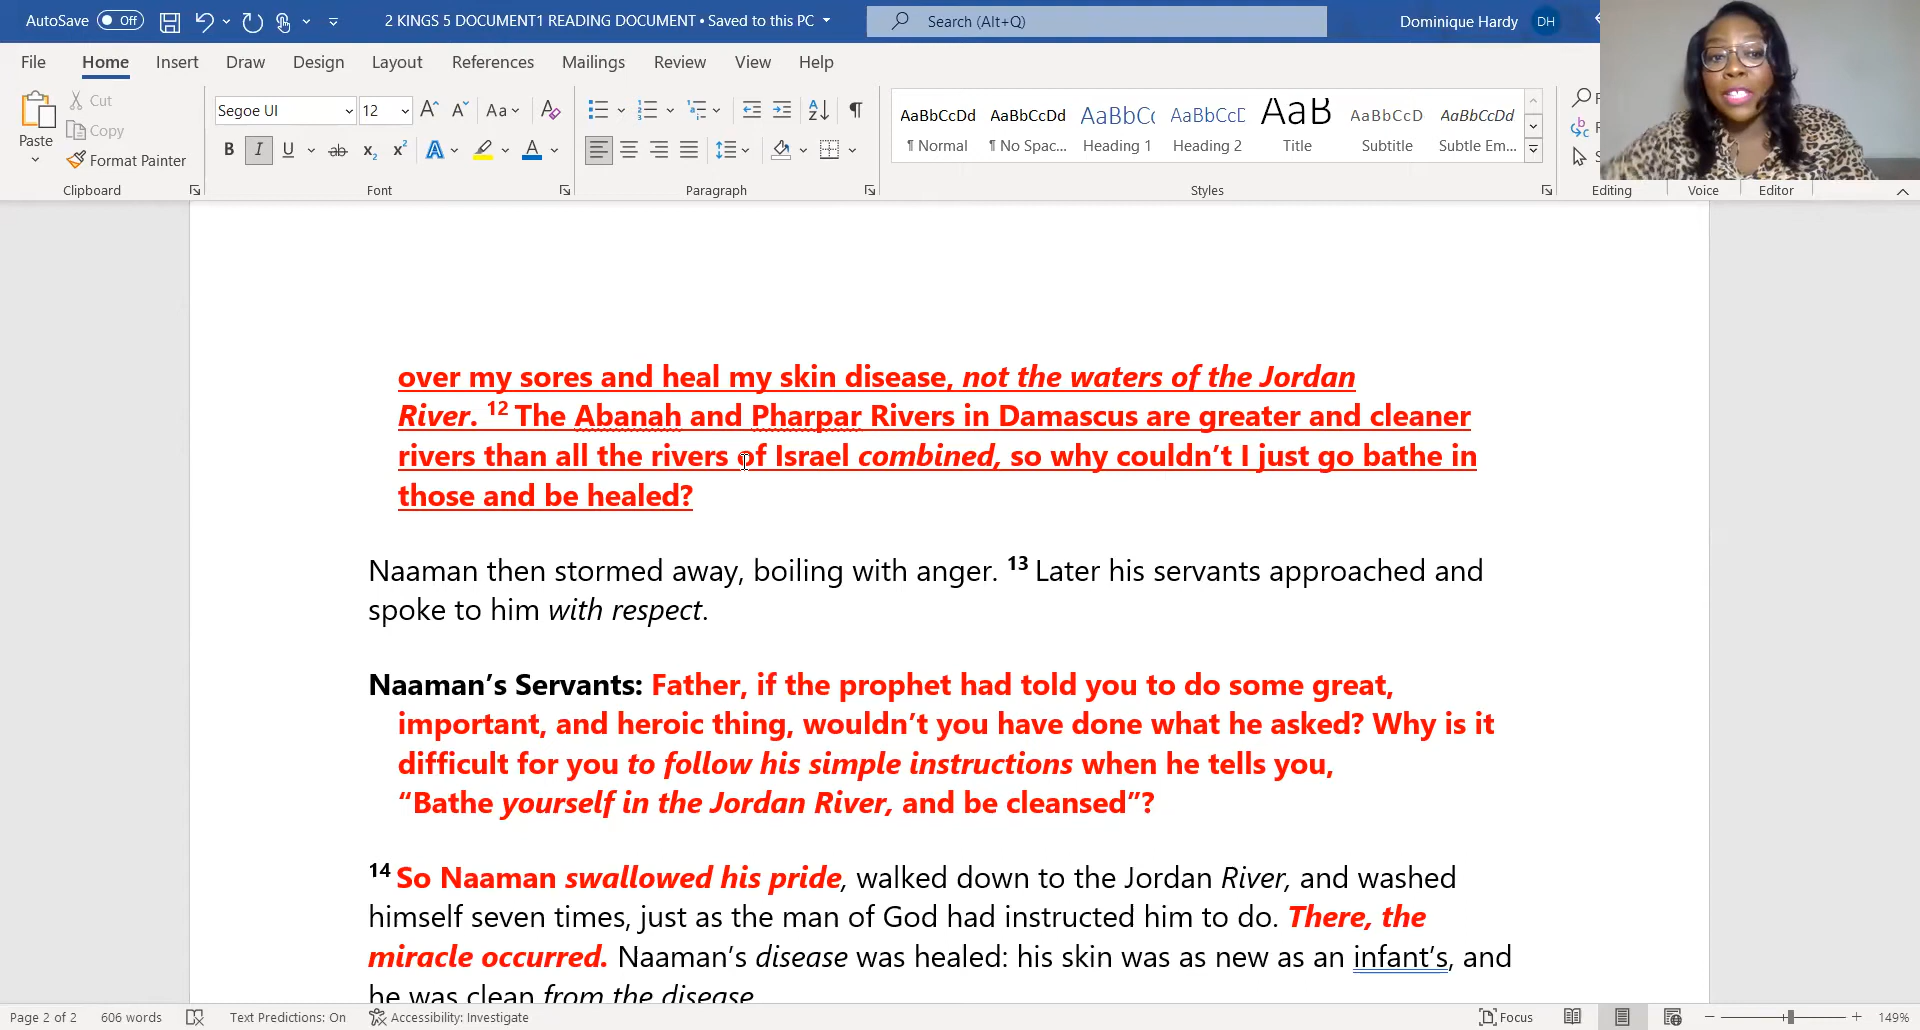 AutoSave Off 2 KINGS 5 DOCUMENT1 READING DOCUMENT • Saved to this PC Search (Alt+Q) Dominique Hardy DH
File Home Insert Draw Design Layout References Mailings Review View Help
Paste Cut Copy Format Painter
Segoe UI 12 A A Aa A
B I U ab x₂ x² A A
AaBbCcDd AaBbCcDd AaBbCc AaBbCcD AaB AaBbCcD AaBbCcDd
¶ Normal ¶ No Spac... Heading 1 Heading 2 Title Subtitle Subtle Em...
Clipboard Font Paragraph Styles Editing Voice Editor
over my sores and heal my skin disease, not the waters of the Jordan
River. 12 The Abanah and Pharpar Rivers in Damascus are greater and cleaner
rivers than all the rivers of Israel combined, so why couldn’t I just go bathe in
those and be healed?
Naaman then stormed away, boiling with anger. 13 Later his servants approached and
spoke to him with respect.
Naaman’s Servants: Father, if the prophet had told you to do some great,
important, and heroic thing, wouldn’t you have done what he asked? Why is it
difficult for you to follow his simple instructions when he tells you,
“Bathe yourself in the Jordan River, and be cleansed”?
14 So Naaman swallowed his pride, walked down to the Jordan River, and washed
himself seven times, just as the man of God had instructed him to do. There, the
miracle occurred. Naaman’s disease was healed: his skin was as new as an infant’s, and
he was clean from the disease
Page 2 of 2 606 words Text Predictions: On Accessibility: Investigate Focus 149%